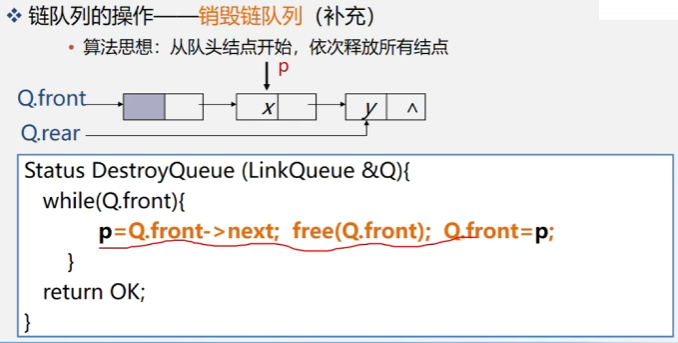 ❖ 链队列的操作——销毁链队列（补充）
• 算法思想：从队头结点开始，依次释放所有结点
p
Q.front
x
y
∧
Q.rear
Status DestroyQueue (LinkQueue &Q){
while(Q.front){
p=Q.front->next; free(Q.front); Q.front=p;
}
return OK;
}